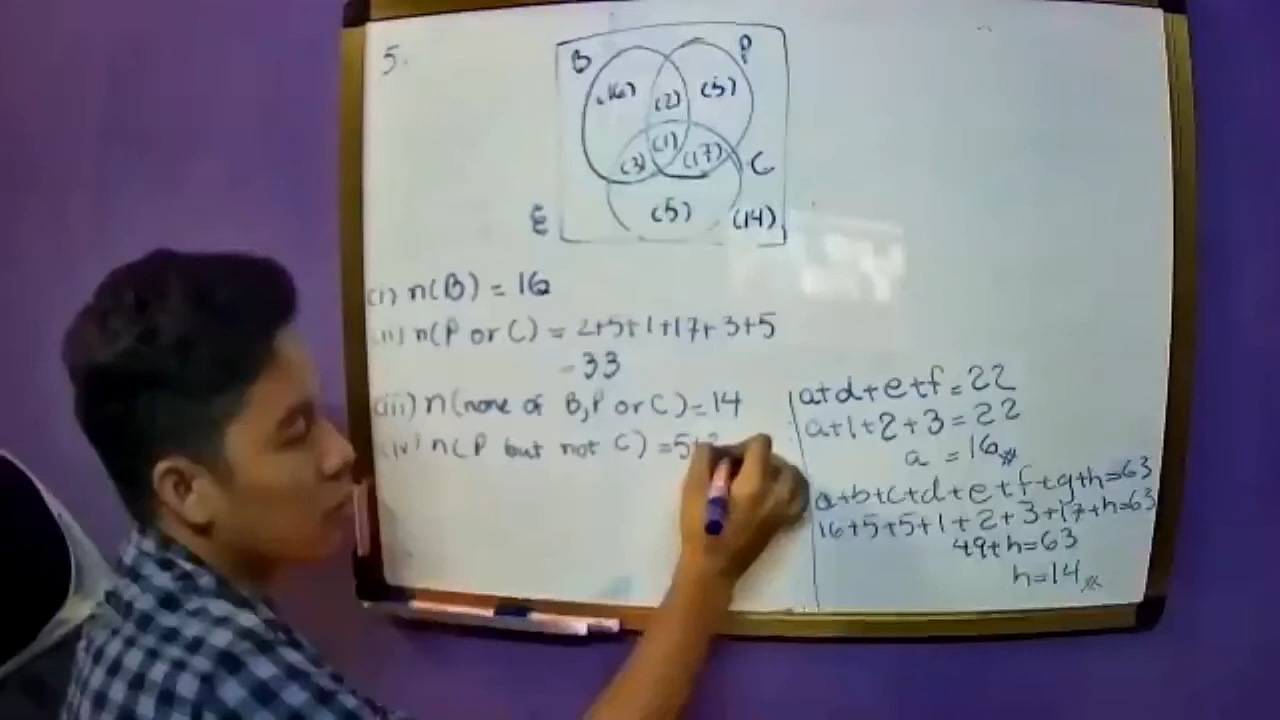 5.
B
P
(16)
(2)
(5)
(1)
(3)
(17)
C
(5)
(14)
ξ
(i) n(B) = 16
(ii) n(P or C) = 2+5+1+17+3+5
= 33
(iii) n(none of B,P or C) = 14
(iv) n(P but not C) = 5+
a+d+e+f = 22
a+1+2+3 = 22
a = 16
a+b+c+d+e+f+g+h=63
16+5+5+1+2+3+17+h=63
49+h=63
h=14